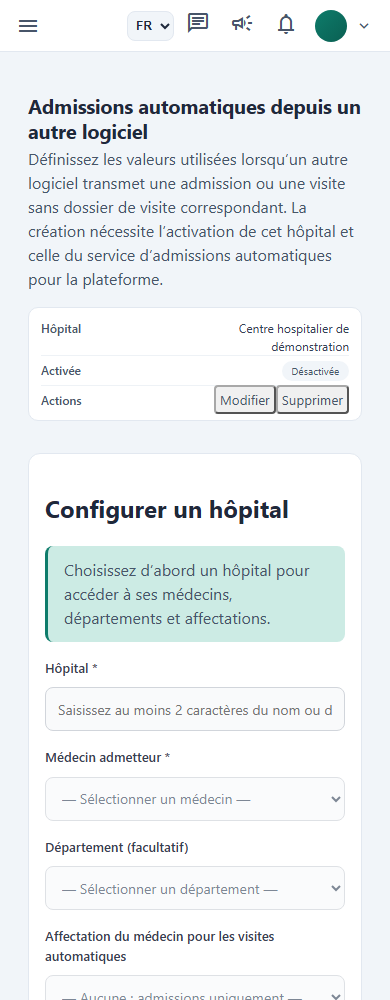 FR
Admissions automatiques depuis un
autre logiciel
Définissez les valeurs utilisées lorsqu’un autre
logiciel transmet une admission ou une visite
sans dossier de visite correspondant. La
création nécessite l’activation de cet hôpital et
celle du service d’admissions automatiques
pour la plateforme.
Hôpital
Centre hospitalier de
démonstration
Activée
Désactivée
Actions
Modifier Supprimer
Configurer un hôpital
Choisissez d’abord un hôpital pour
accéder à ses médecins,
départements et affectations.
Hôpital *
Saisissez au moins 2 caractères du nom ou d
Médecin admetteur *
— Sélectionner un médecin —
Département (facultatif)
— Sélectionner un département —
Affectation du médecin pour les visites
automatiques
— Aucune : admissions uniquement —